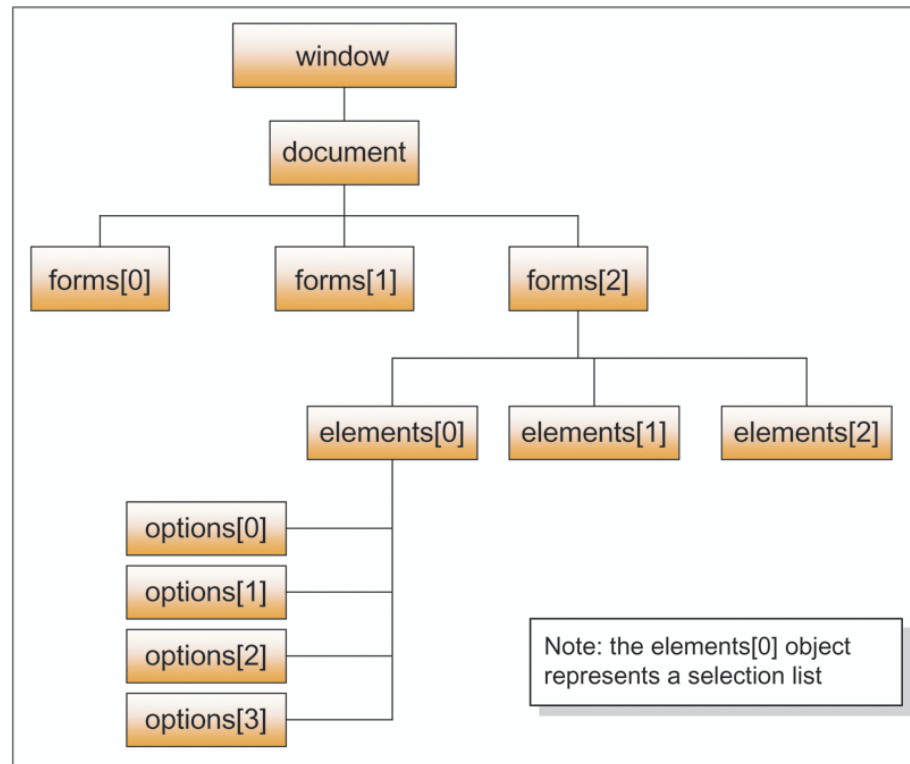 window
document
forms[0]
forms[1]
forms[2]
elements[0]
elements[1]
elements[2]
options[0]
options[1]
options[2]
options[3]
Note: the elements[0] object
represents a selection list